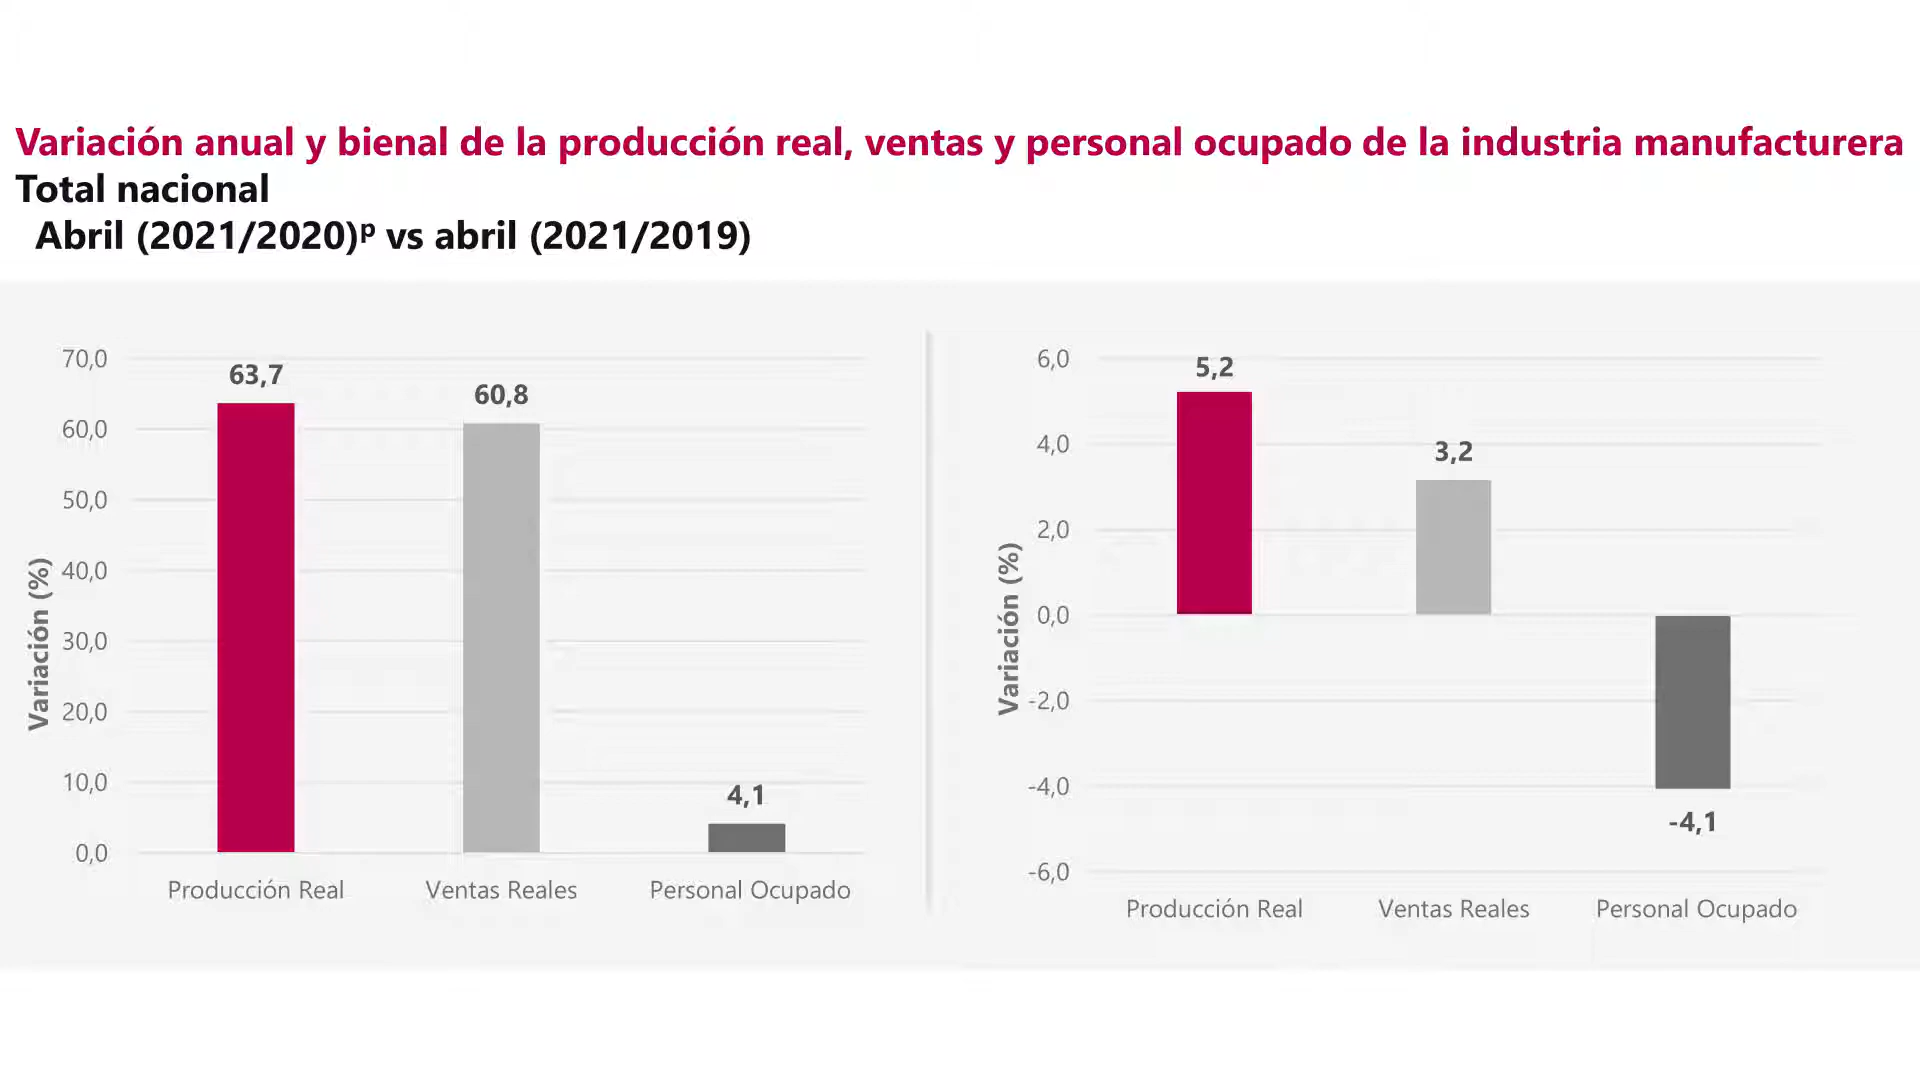 Variación anual y bienal de la producción real, ventas y personal ocupado de la industria manufacturera
Total nacional
Abril (2021/2020)ᵖ vs abril (2021/2019)
Variación (%)
70,0
60,0
50,0
40,0
30,0
20,0
10,0
0,0
63,7
60,8
4,1
Producción Real
Ventas Reales
Personal Ocupado
Variación (%)
6,0
4,0
2,0
0,0
-2,0
-4,0
-6,0
5,2
3,2
-4,1
Producción Real
Ventas Reales
Personal Ocupado